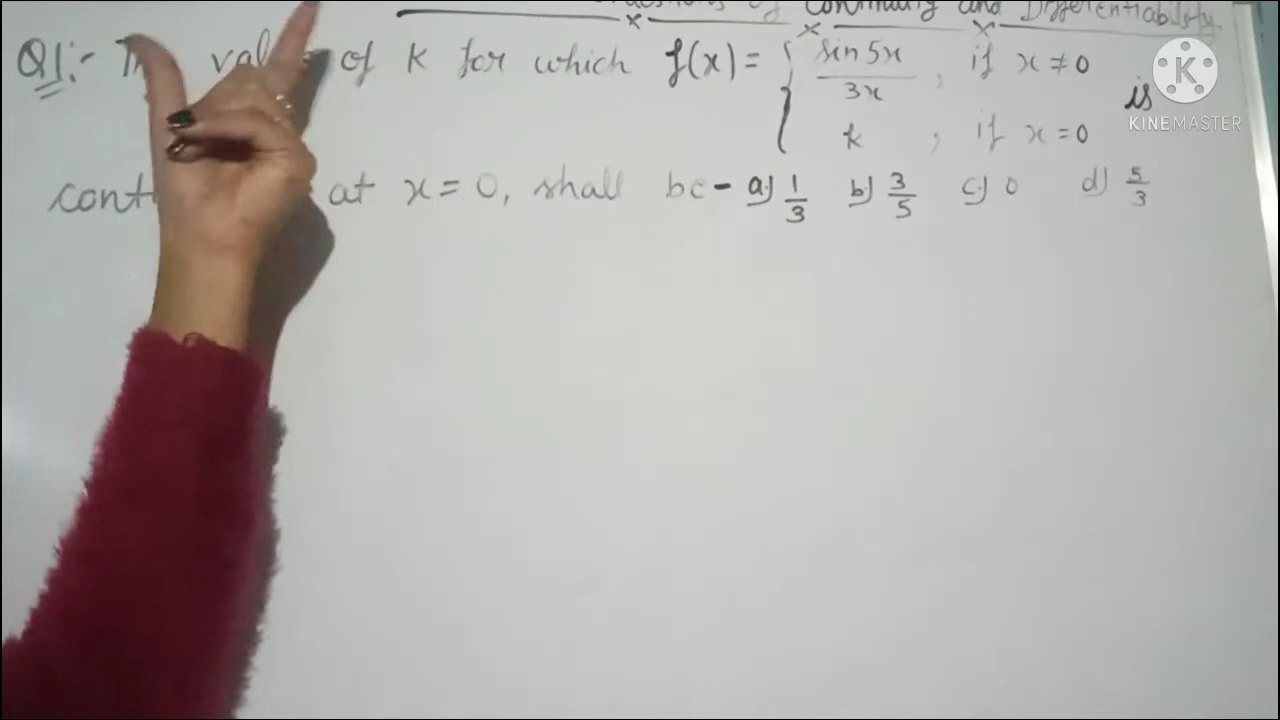 of Continuity and Differentiability
Q1:- of K for which f(x) = { sin 5x / 3x , if x ≠ 0
k , if x = 0 is
at x = 0, shall be - a) 1/3 b) 3/5 c) 0 d) 5/3
K
KINEMASTER